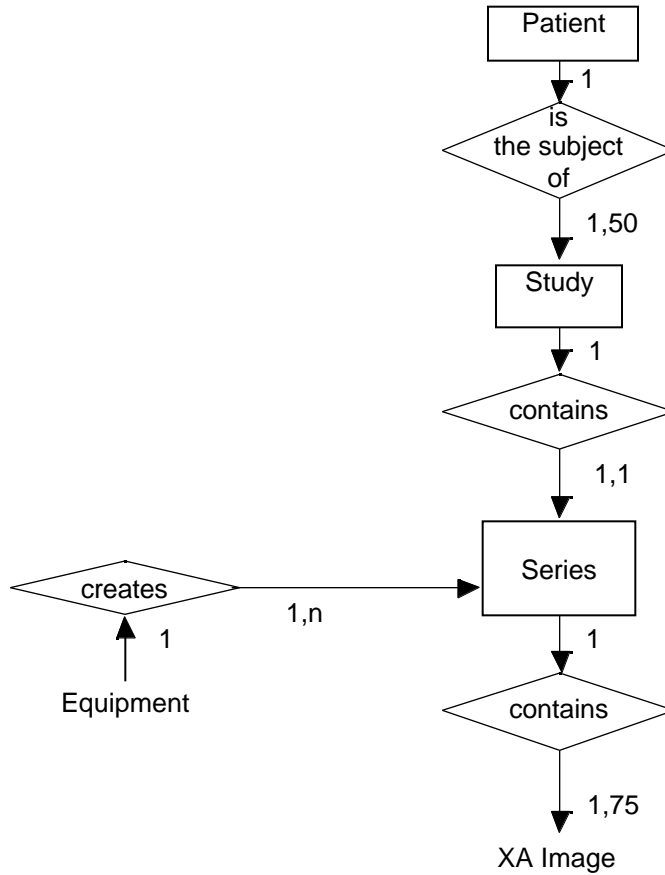 Patient
1
is
the subject
of
1,50
Study
1
contains
1,1
Series
creates
1,n
1
1
Equipment
contains
1,75
XA Image